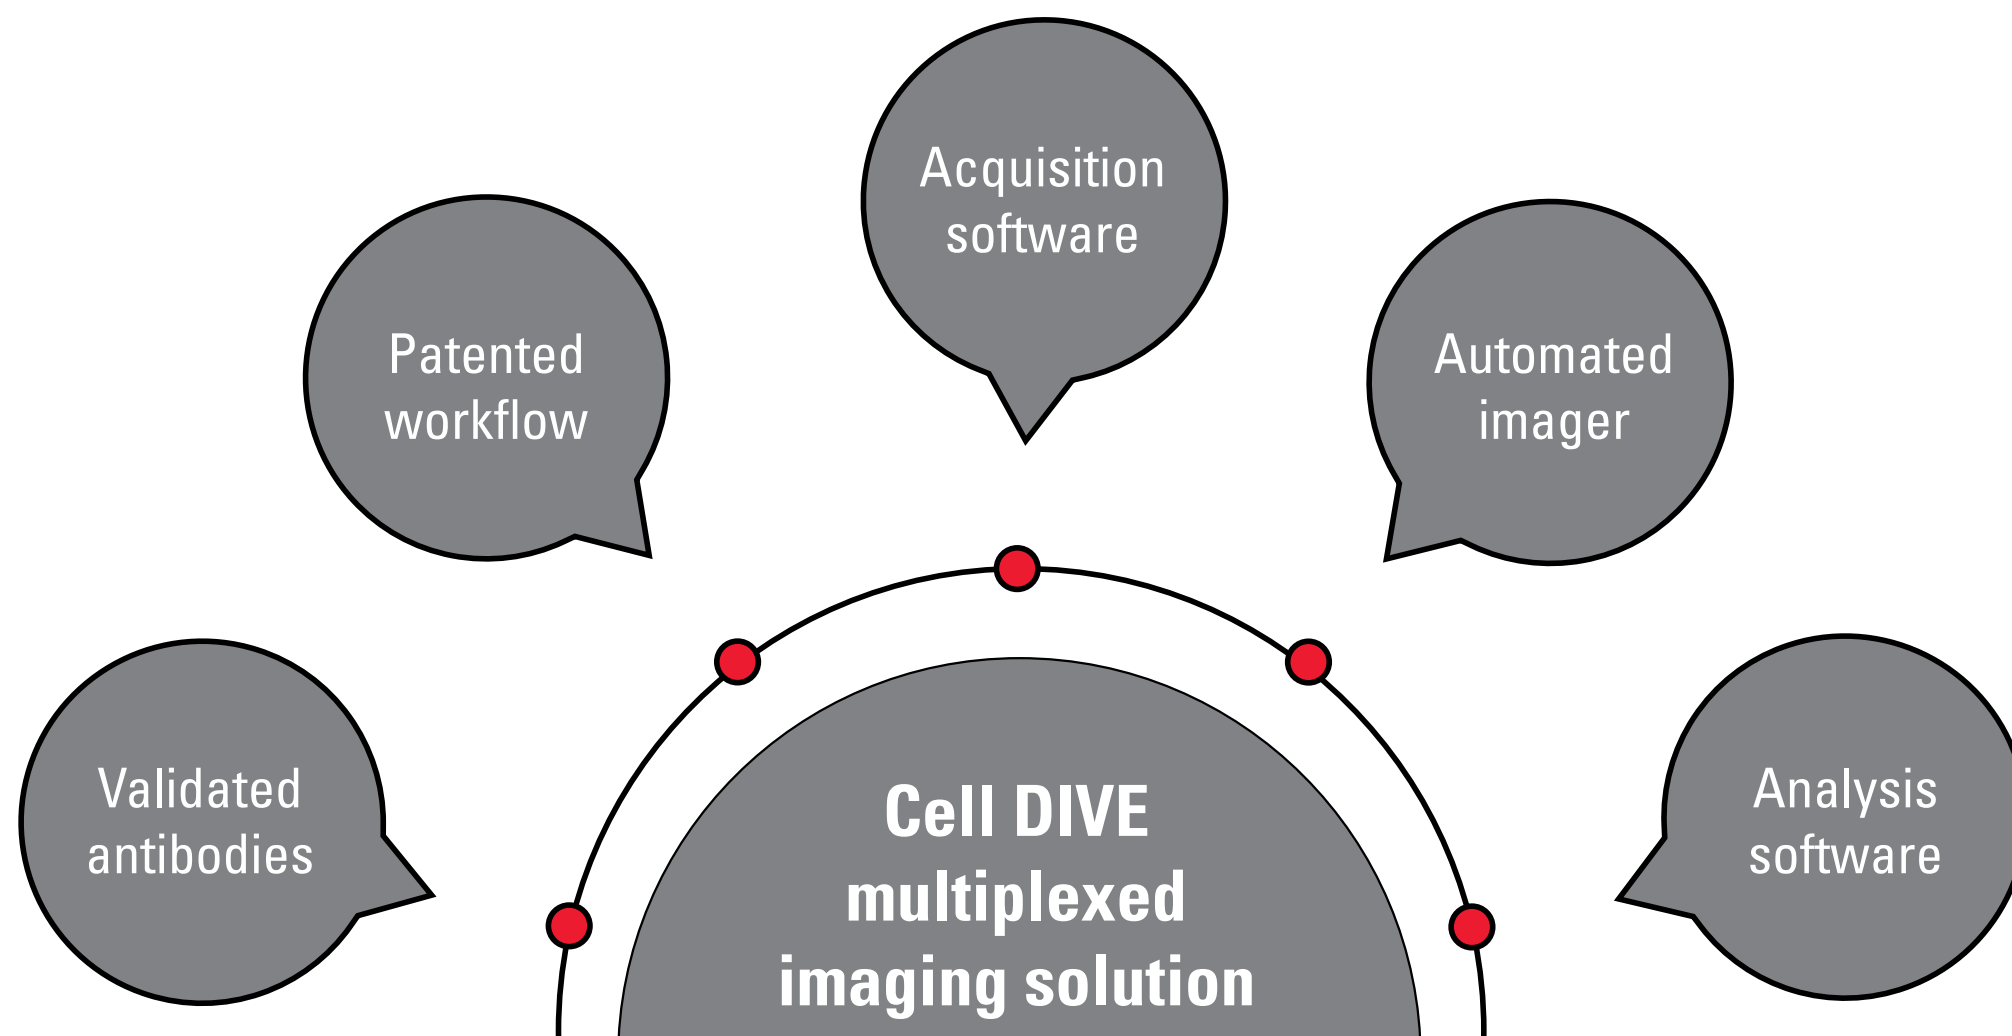 Acquisition
software
Patented
workflow
Automated
imager
Validated
antibodies
Analysis
software
Cell DIVE
multiplexed
imaging solution